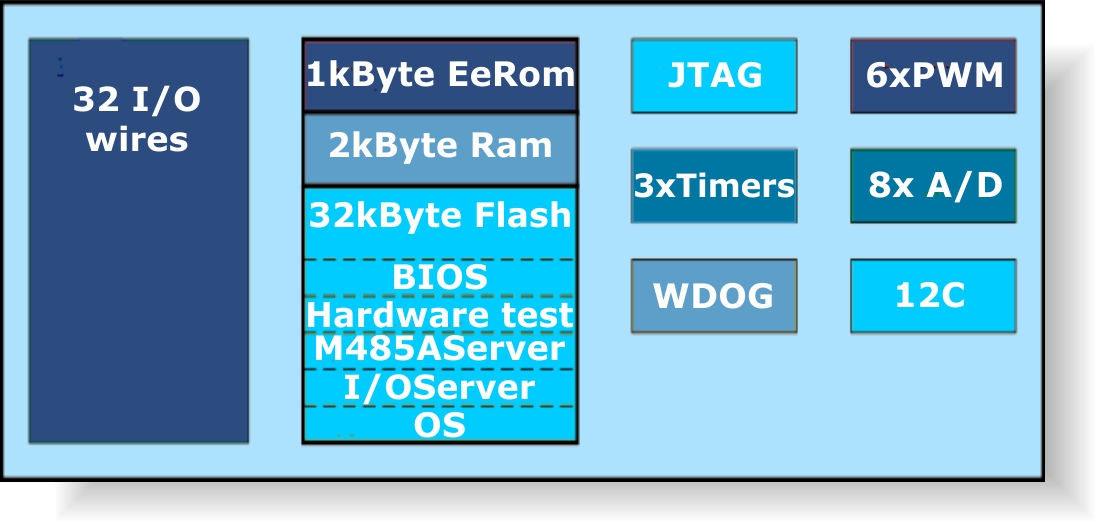 32 I/O
wires
1kByte EeRom
2kByte Ram
32kByte Flash
BIOS
Hardware test
M485AServer
I/OServer
OS
JTAG
6xPWM
3xTimers
8x A/D
WDOG
12C